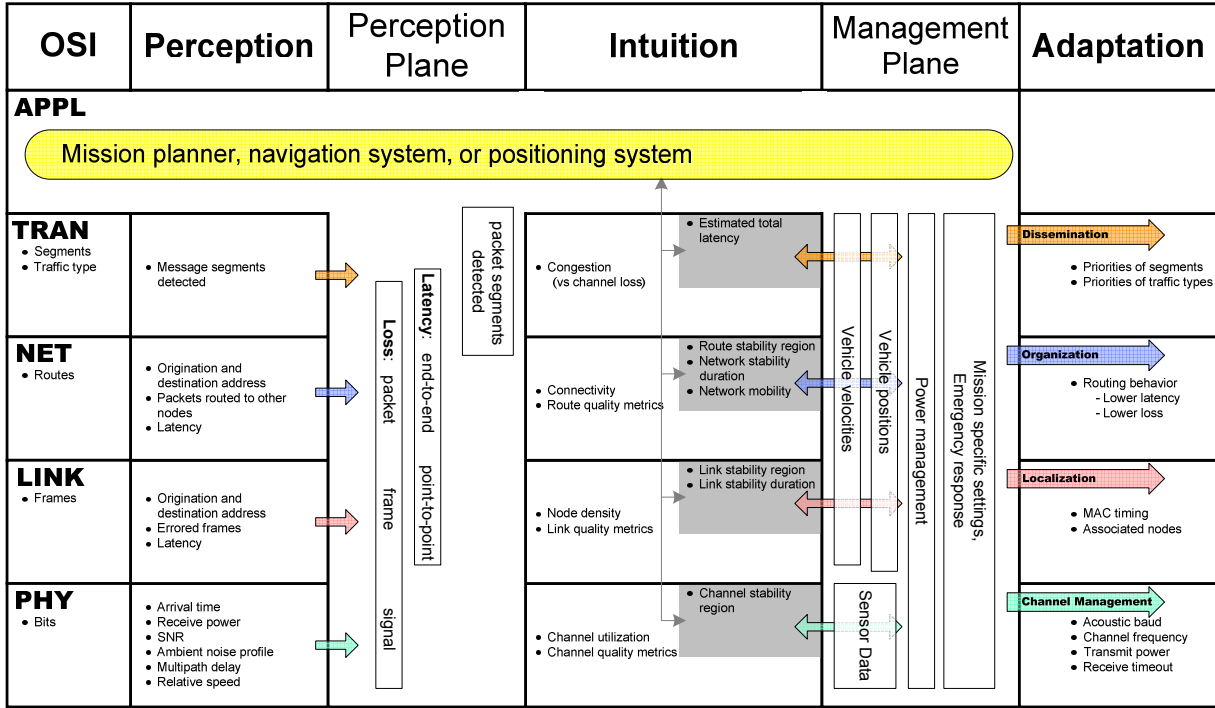 OSI
Perception
Perception
Plane
Intuition
Management
Plane
Adaptation
APPL
Mission planner, navigation system, or positioning system
TRAN
• Segments
• Traffic type
• Message segments
detected
packet segments
detected
Latency: end-to-end point-to-point
Loss: packet frame signal
• Congestion
(vs channel loss)
• Estimated total
latency
Vehicle velocities
Vehicle positions
Power management
Mission specific settings,
Emergency response
Dissemination
• Priorities of segments
• Priorities of traffic types
NET
• Routes
• Origination and
destination address
• Packets routed to other
nodes
• Latency
• Connectivity
• Route quality metrics
• Route stability region
• Network stability
duration
• Network mobility
Organization
• Routing behavior
- Lower latency
- Lower loss
LINK
• Frames
• Origination and
destination address
• Errored frames
• Latency
• Node density
• Link quality metrics
• Link stability region
• Link stability duration
Localization
• MAC timing
• Associated nodes
PHY
• Bits
• Arrival time
• Receive power
• SNR
• Ambient noise profile
• Multipath delay
• Relative speed
• Channel utilization
• Channel quality metrics
• Channel stability
region
Sensor Data
Channel Management
• Acoustic baud
• Channel frequency
• Transmit power
• Receive timeout